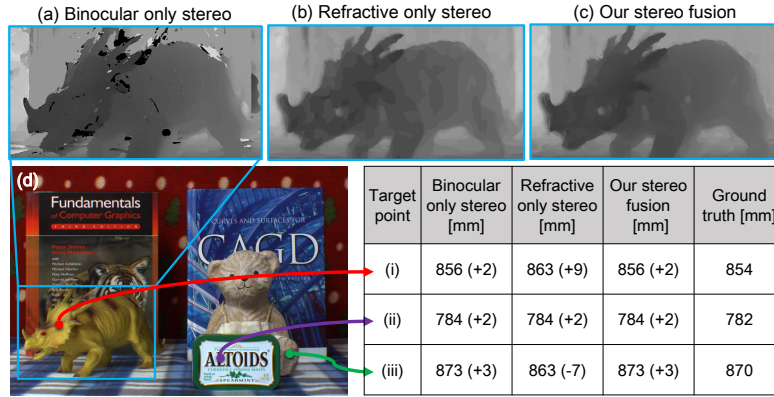 (a) Binocular only stereo
(b) Refractive only stereo
(c) Our stereo fusion
(d)
Fundamentals
of Computer Graphics
THIRD EDITION
CURVES AND SURFACES FOR
CAGD
ALTOIDS
SPEARMINT
Target point | Binocular only stereo [mm] | Refractive only stereo [mm] | Our stereo fusion [mm] | Ground truth [mm]
(i) | 856 (+2) | 863 (+9) | 856 (+2) | 854
(ii) | 784 (+2) | 784 (+2) | 784 (+2) | 782
(iii) | 873 (+3) | 863 (-7) | 873 (+3) | 870